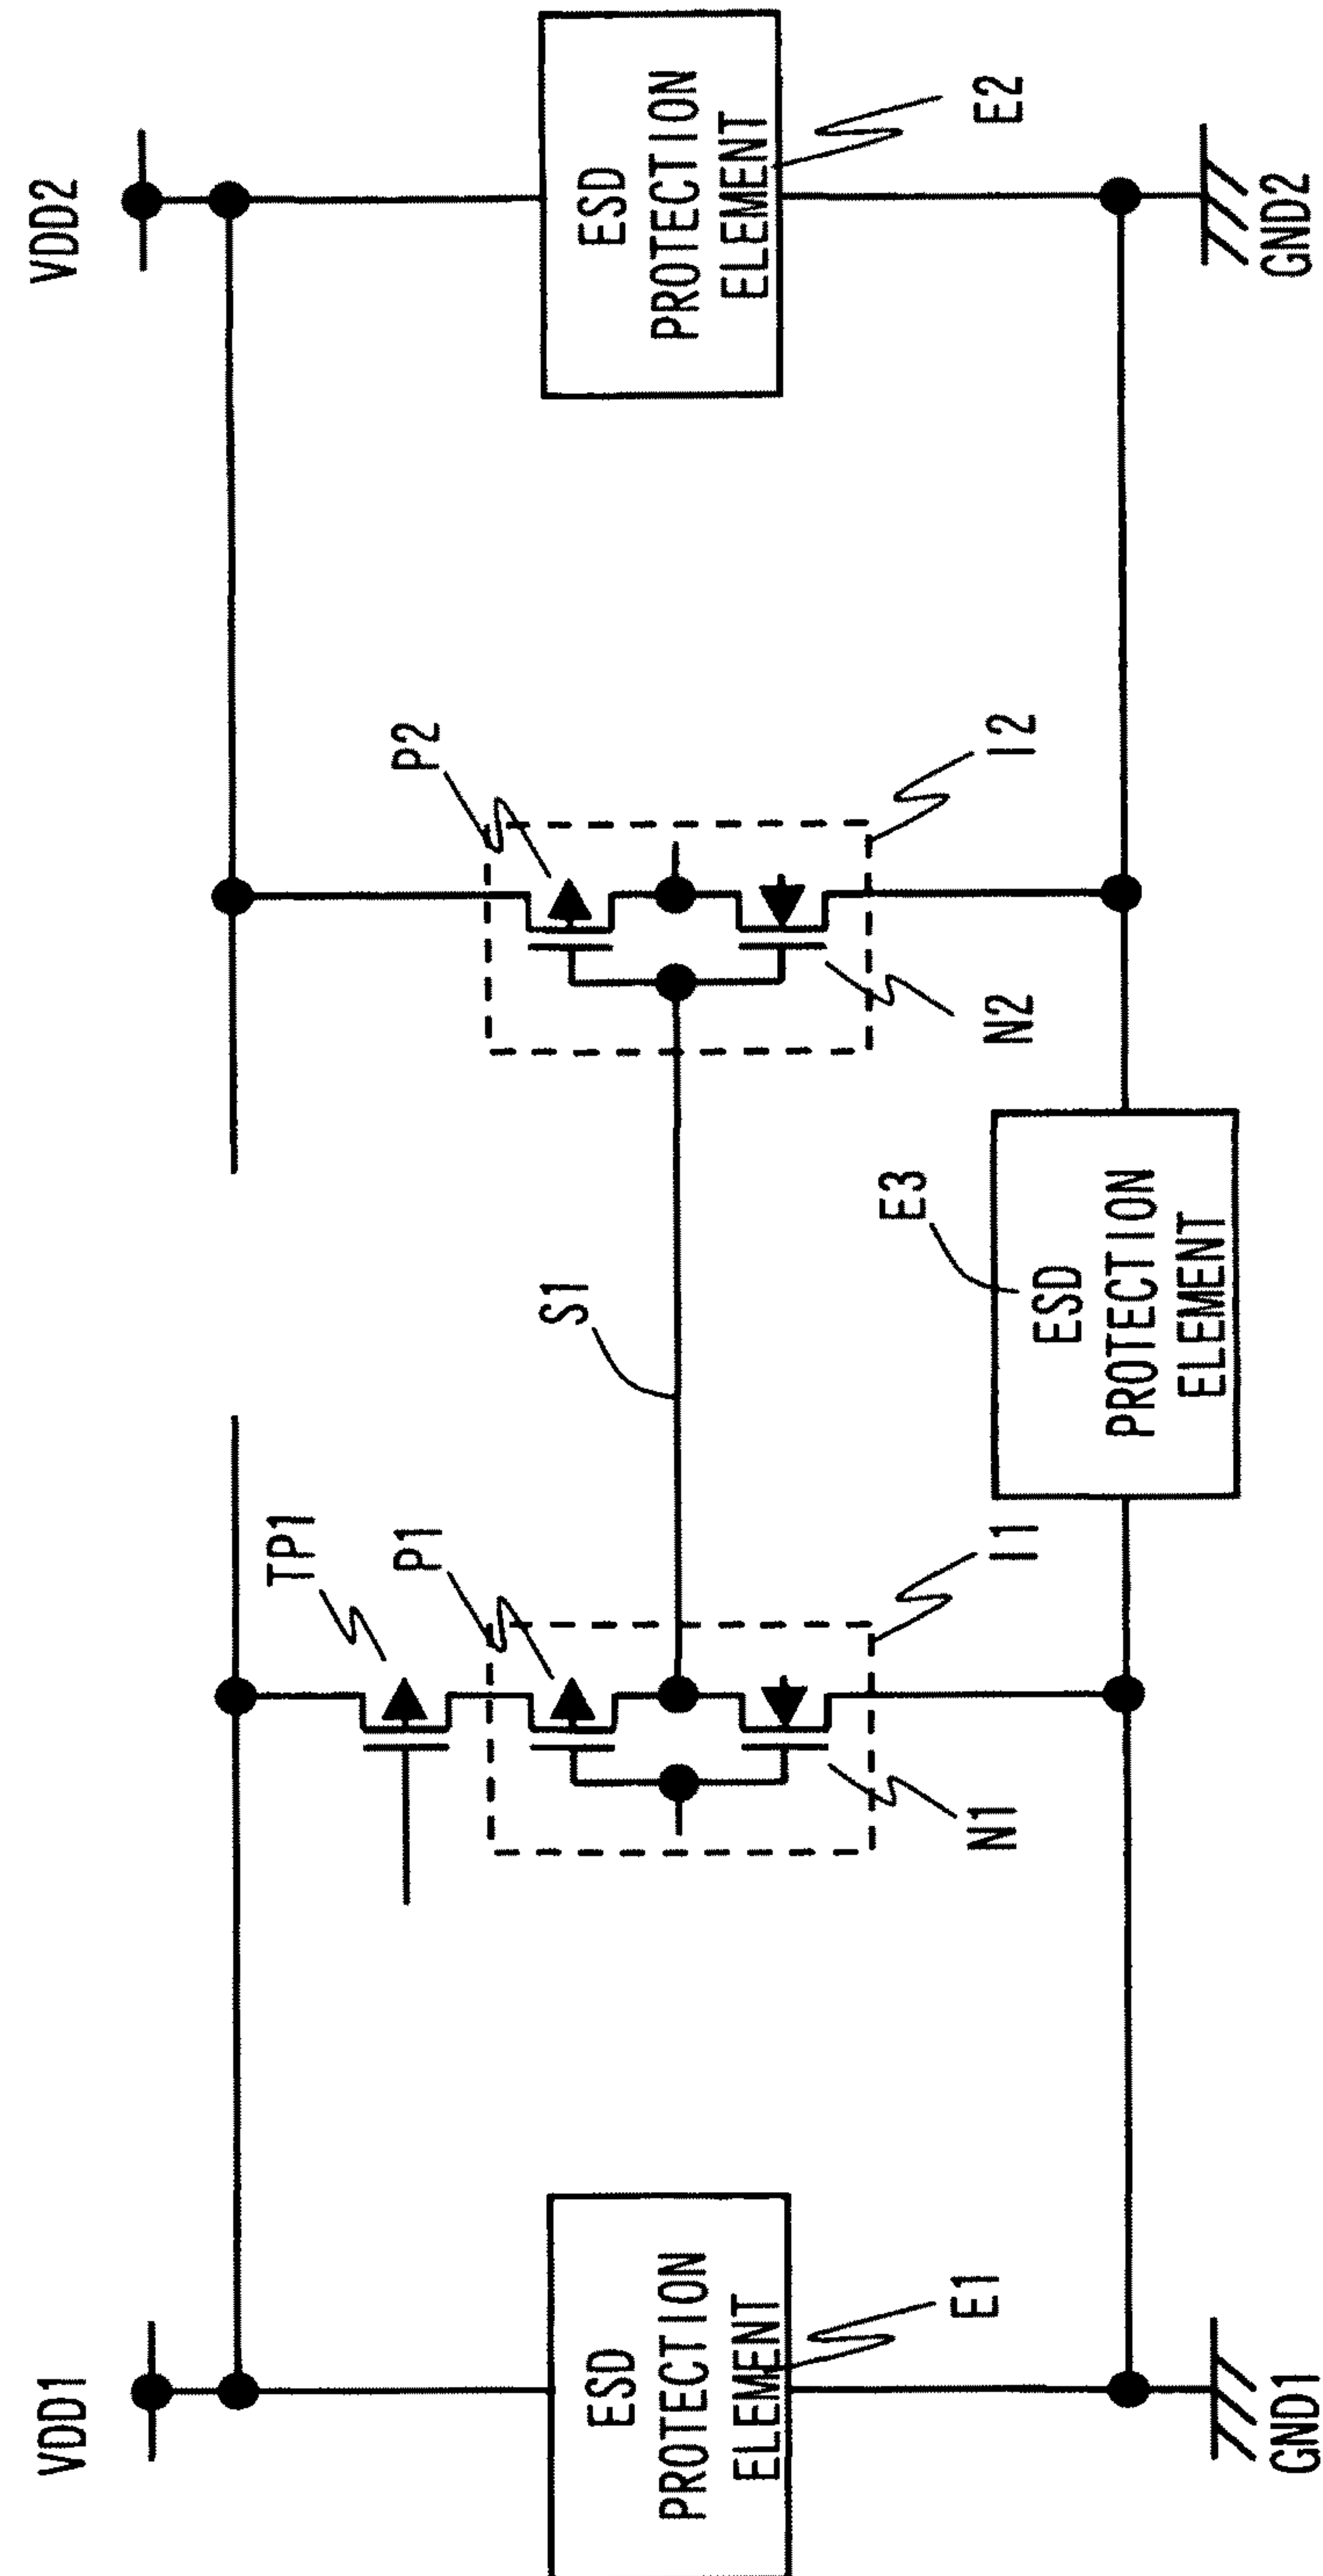 VDD1
VDD2
TP1
P1
P2
S1
ESD
PROTECTION
ELEMENT
E1
N1
I1
E3
ESD
PROTECTION
ELEMENT
N2
I2
ESD
PROTECTION
ELEMENT
E2
GND1
GND2